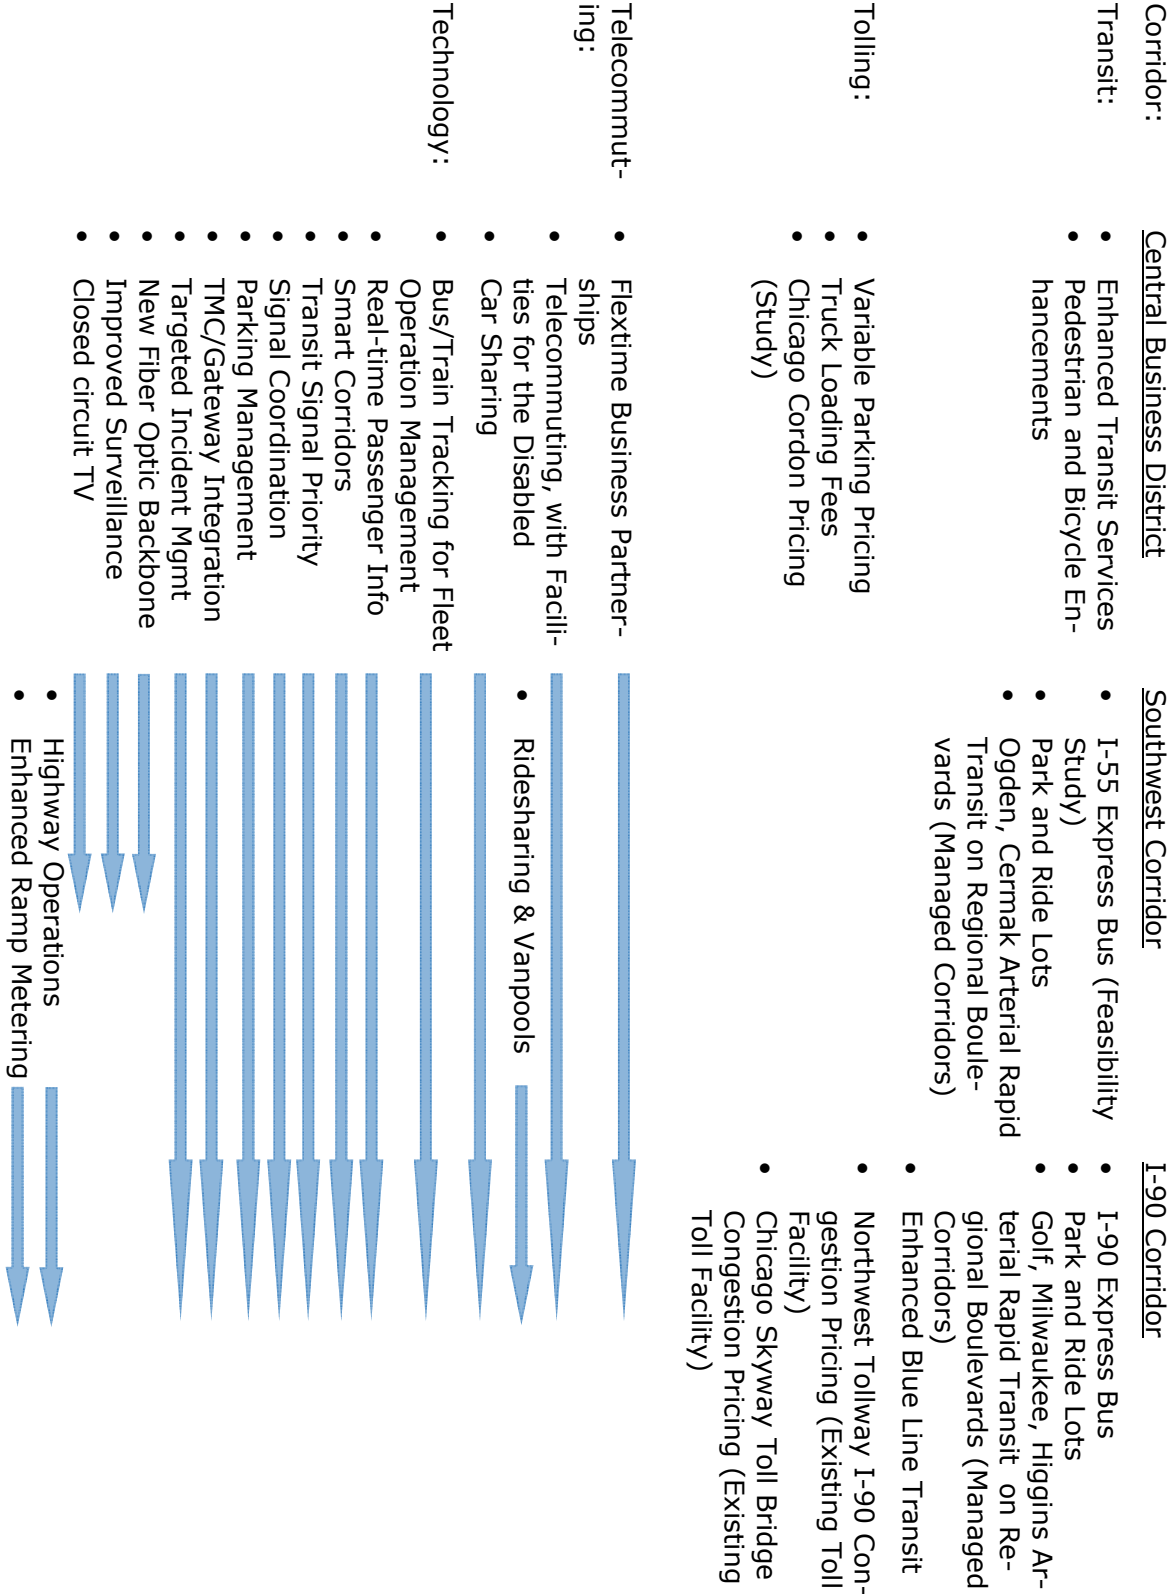 Corridor:
Central Business District
Southwest Corridor
I-90 Corridor
Transit:
• Enhanced Transit Services
• Pedestrian and Bicycle En-
hancements
• I-55 Express Bus (Feasibility
Study)
• Park and Ride Lots
• Ogden, Cermak Arterial Rapid
Transit on Regional Boule-
vards (Managed Corridors)
• I-90 Express Bus
• Park and Ride Lots
• Golf, Milwaukee, Higgins Ar-
terial Rapid Transit on Re-
gional Boulevards (Managed
Corridors)
• Enhanced Blue Line Transit
Tolling:
• Variable Parking Pricing
• Truck Loading Fees
• Chicago Cordon Pricing
(Study)
• Northwest Tollway I-90 Con-
gestion Pricing (Existing Toll
Facility)
• Chicago Skyway Toll Bridge
Congestion Pricing (Existing
Toll Facility)
Telecommut-
ing:
• Flextime Business Partner-
ships
• Telecommuting, with Facili-
ties for the Disabled
• Car Sharing
• Ridesharing & Vanpools
Technology:
• Bus/Train Tracking for Fleet
Operation Management
• Real-time Passenger Info
• Smart Corridors
• Transit Signal Priority
• Signal Coordination
• Parking Management
• TMC/Gateway Integration
• Targeted Incident Mgmt
• New Fiber Optic Backbone
• Improved Surveillance
• Closed circuit TV
• Highway Operations
• Enhanced Ramp Metering